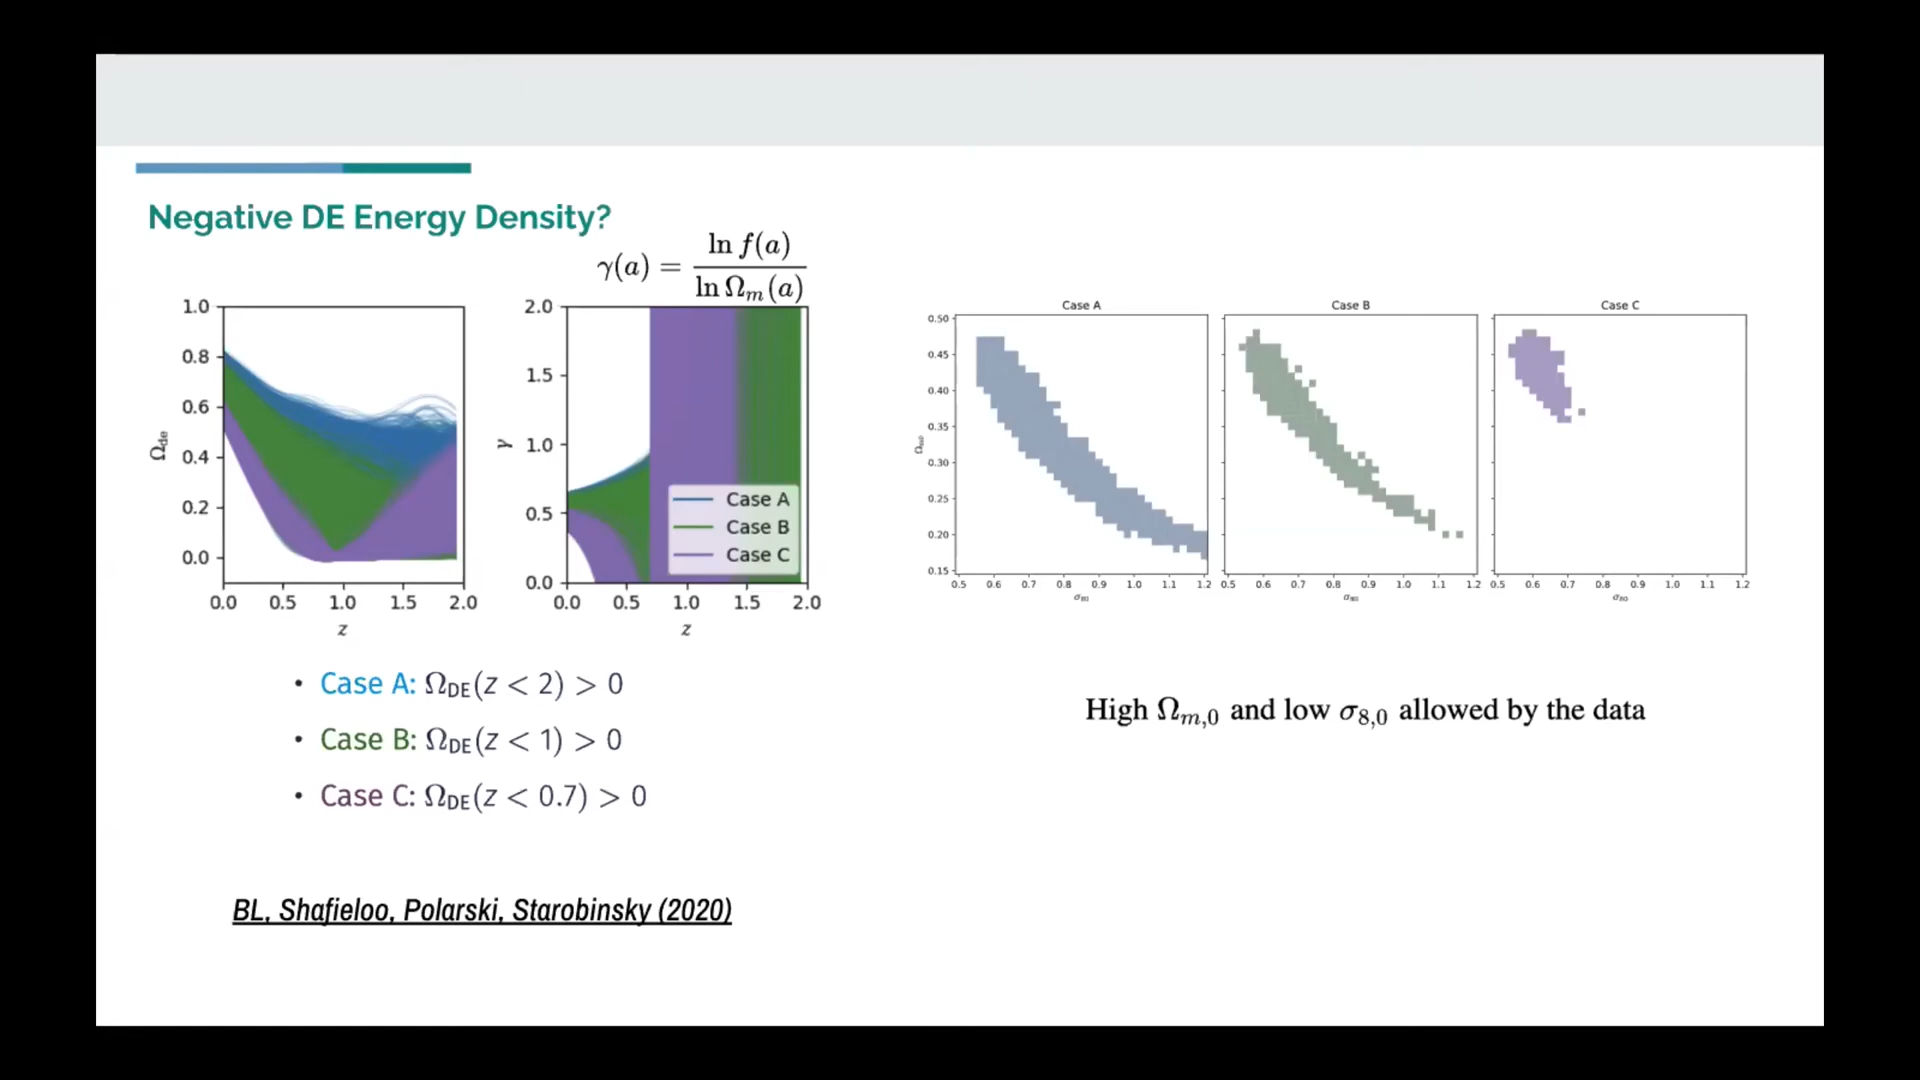 Negative DE Energy Density?
γ(a) = ln f(a) / ln Ωm(a)
1.0
0.8
0.6
0.4
0.2
0.0
Ωde
0.0 0.5 1.0 1.5 2.0
z
2.0
1.5
1.0
0.5
0.0
γ
Case A
Case B
Case C
0.0 0.5 1.0 1.5 2.0
z
Case A
Case B
Case C
0.50
0.45
0.40
0.35
0.30
0.25
0.20
0.15
0.5 0.6 0.7 0.8 0.9 1.0 1.1 1.2
0.5 0.6 0.7 0.8 0.9 1.0 1.1 1.2
0.5 0.6 0.7 0.8 0.9 1.0 1.1 1.2
• Case A: ΩDE(z < 2) > 0
• Case B: ΩDE(z < 1) > 0
• Case C: ΩDE(z < 0.7) > 0
High Ωm,0 and low σ8,0 allowed by the data
BL, Shafieloo, Polarski, Starobinsky (2020)